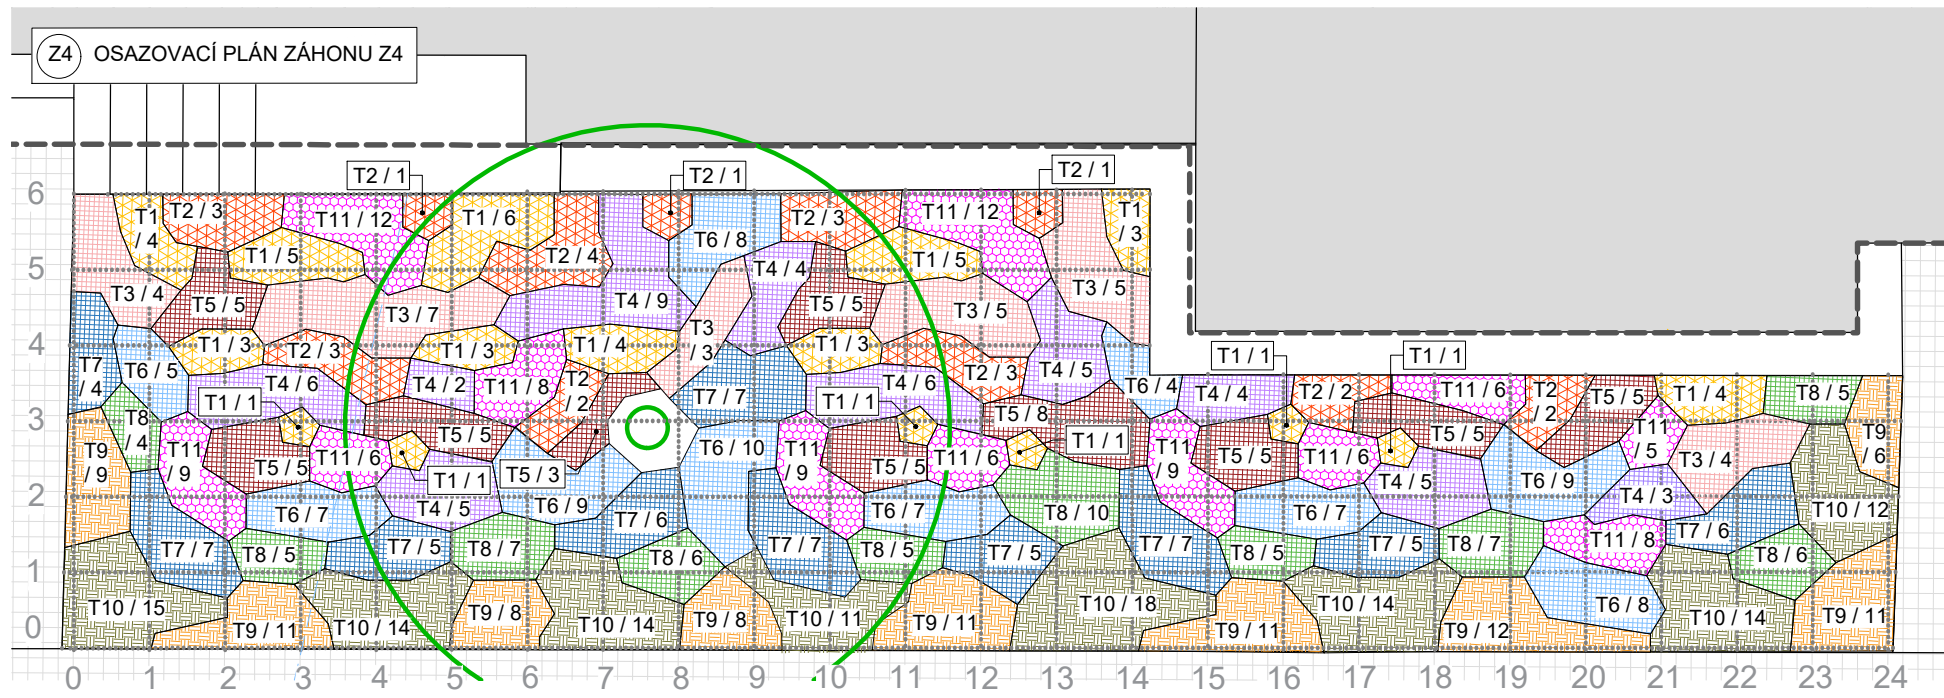 Z4 OSAZOVACÍ PLÁN ZÁHONU Z4
T2 / 1
T2 / 1
T2 / 1
6
T1
/ 4
T2 / 3
T11 / 12
T1 / 6
T6 / 8
T2 / 3
T11 / 12
T1
/ 3
T1 / 5
T2 / 4
T4 / 4
T1 / 5
5
T3 / 4
T5 / 5
T3 / 7
T4 / 9
T5 / 5
T3 / 5
T3 / 5
4
T1 / 3
T2 / 3
T1 / 3
T1 / 4
T3
/ 3
T1 / 3
T2 / 3
T1 / 1
T1 / 1
T7
/ 4
T6 / 5
T4 / 6
T4 / 2
T11 / 8
T2
/ 2
T7 / 7
T4 / 6
T4 / 5
T6 / 4
T4 / 4
T2 / 2
T11 / 6
T2
/ 2
T5 / 5
T1 / 4
T8 / 5
T1 / 1
T1 / 1
3
T8
/ 4
T5 / 5
T6 / 10
T5 / 8
T1 / 1
T5 / 5
T11
/ 5
T9
/ 6
T9
/ 9
T11
/ 9
T5 / 5
T11 / 6
T1 / 1
T5 / 3
T11
/ 9
T5 / 5
T11 / 6
T11
/ 9
T5 / 5
T11 / 6
T4 / 5
T6 / 9
T3 / 4
2
T6 / 7
T4 / 5
T6 / 9
T7 / 6
T6 / 7
T8 / 10
T6 / 7
T4 / 3
T10 / 12
T7 / 7
T8 / 5
T7 / 5
T8 / 7
T8 / 6
T7 / 7
T8 / 5
T7 / 5
T7 / 7
T8 / 5
T7 / 5
T8 / 7
T11 / 8
T7 / 6
T8 / 6
1
T10 / 15
T9 / 11
T10 / 14
T9 / 8
T10 / 14
T9 / 8
T10 / 11
T9 / 11
T10 / 18
T9 / 11
T10 / 14
T9 / 12
T6 / 8
T10 / 14
T9 / 11
0
0 1 2 3 4 5 6 7 8 9 10 11 12 13 14 15 16 17 18 19 20 21 22 23 24